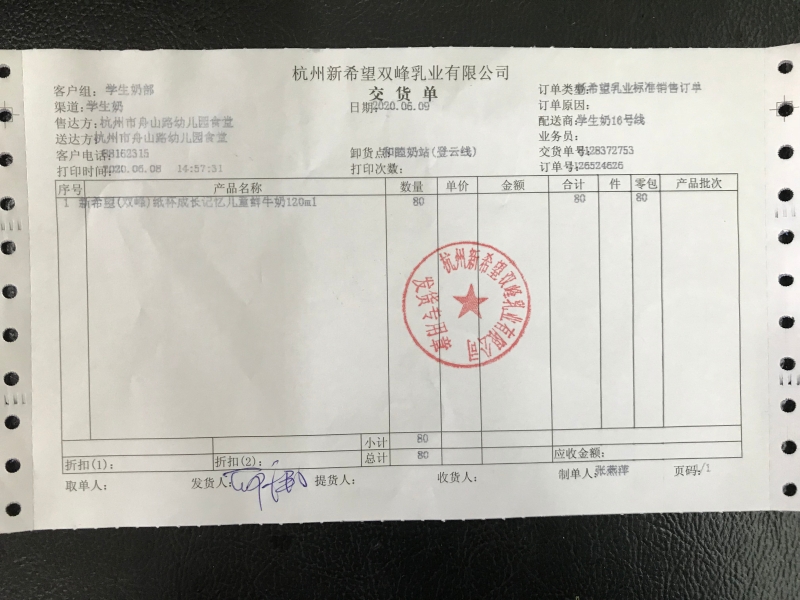 杭州新希望双峰乳业有限公司
交货单
客户组：学生奶部
订单类型:新希望乳业标准销售订单
渠道：学生奶
日期:2020.06.09
订单原因：
售达方：杭州市舟山路幼儿园食堂
配送商：学生奶16号线
送达方：杭州市舟山路幼儿园食堂
业务员：
客户电话:88162315
卸货点:和睦奶站(登云线)
交货单号:128372753
打印时间:2020.06.08 14:57:31
打印次数：
订单号:126524626
序号 产品名称 数量 单价 金额 合计 件 零包 产品批次
1 新希望(双峰)纸杯成长记忆儿童鲜牛奶120ml 80 80 80
杭州新希望双峰乳业有限公司
发货专用章
小计 80
折扣(1)： 折扣(2)： 总计 80 应收金额：
取单人： 发货人: 提货人： 收货人： 制单人:张燕萍 页码:1/1